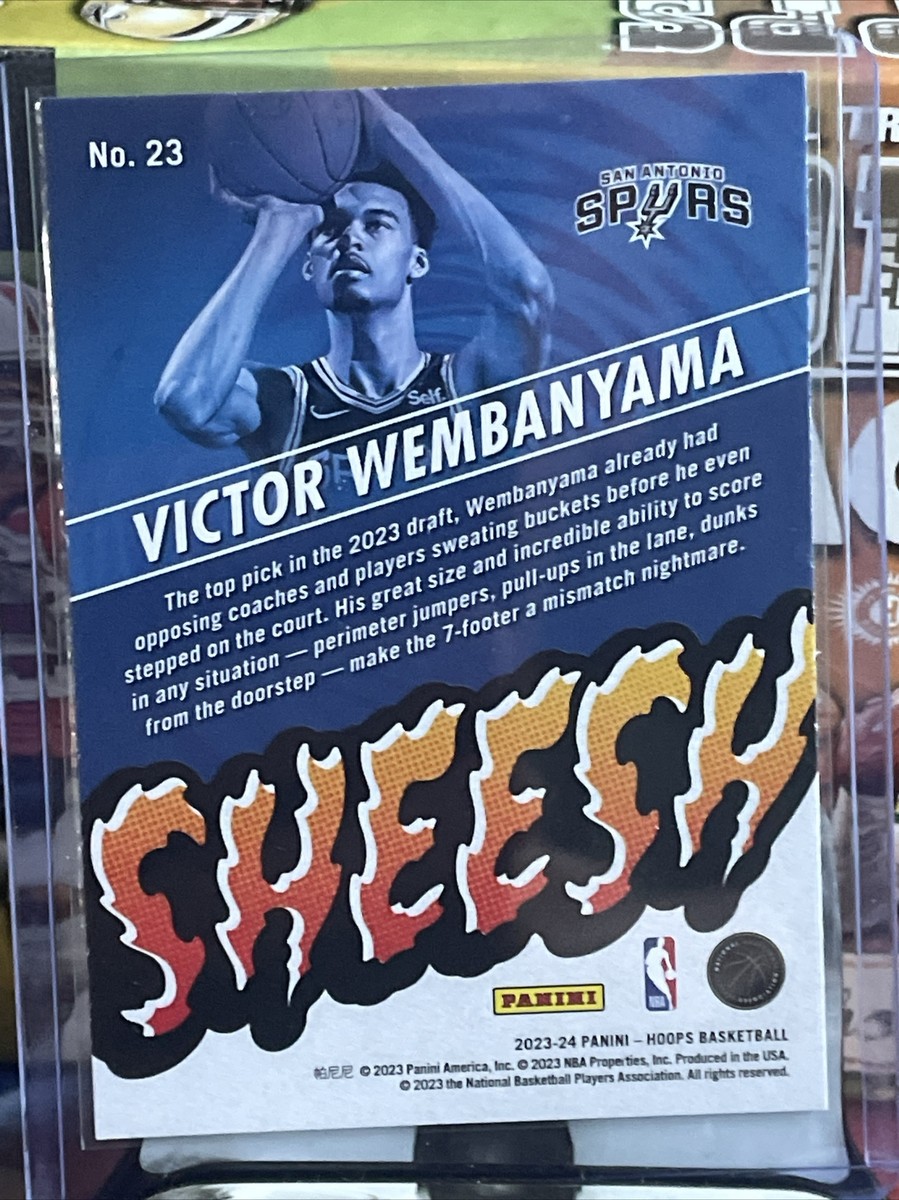 No. 23
SAN ANTONIO
SPURS
Self.
VICTOR WEMBANYAMA
The top pick in the 2023 draft, Wembanyama already had
opposing coaches and players sweating buckets before he even
stepped on the court. His great size and incredible ability to score
in any situation — perimeter jumpers, pull-ups in the lane, dunks
from the doorstep — make the 7-footer a mismatch nightmare.
SHEESH
PANINI
NBA
2023-24 PANINI – HOOPS BASKETBALL
帕尼尼 © 2023 Panini America, Inc. © 2023 NBA Properties, Inc. Produced in the USA.
© 2023 the National Basketball Players Association. All rights reserved.